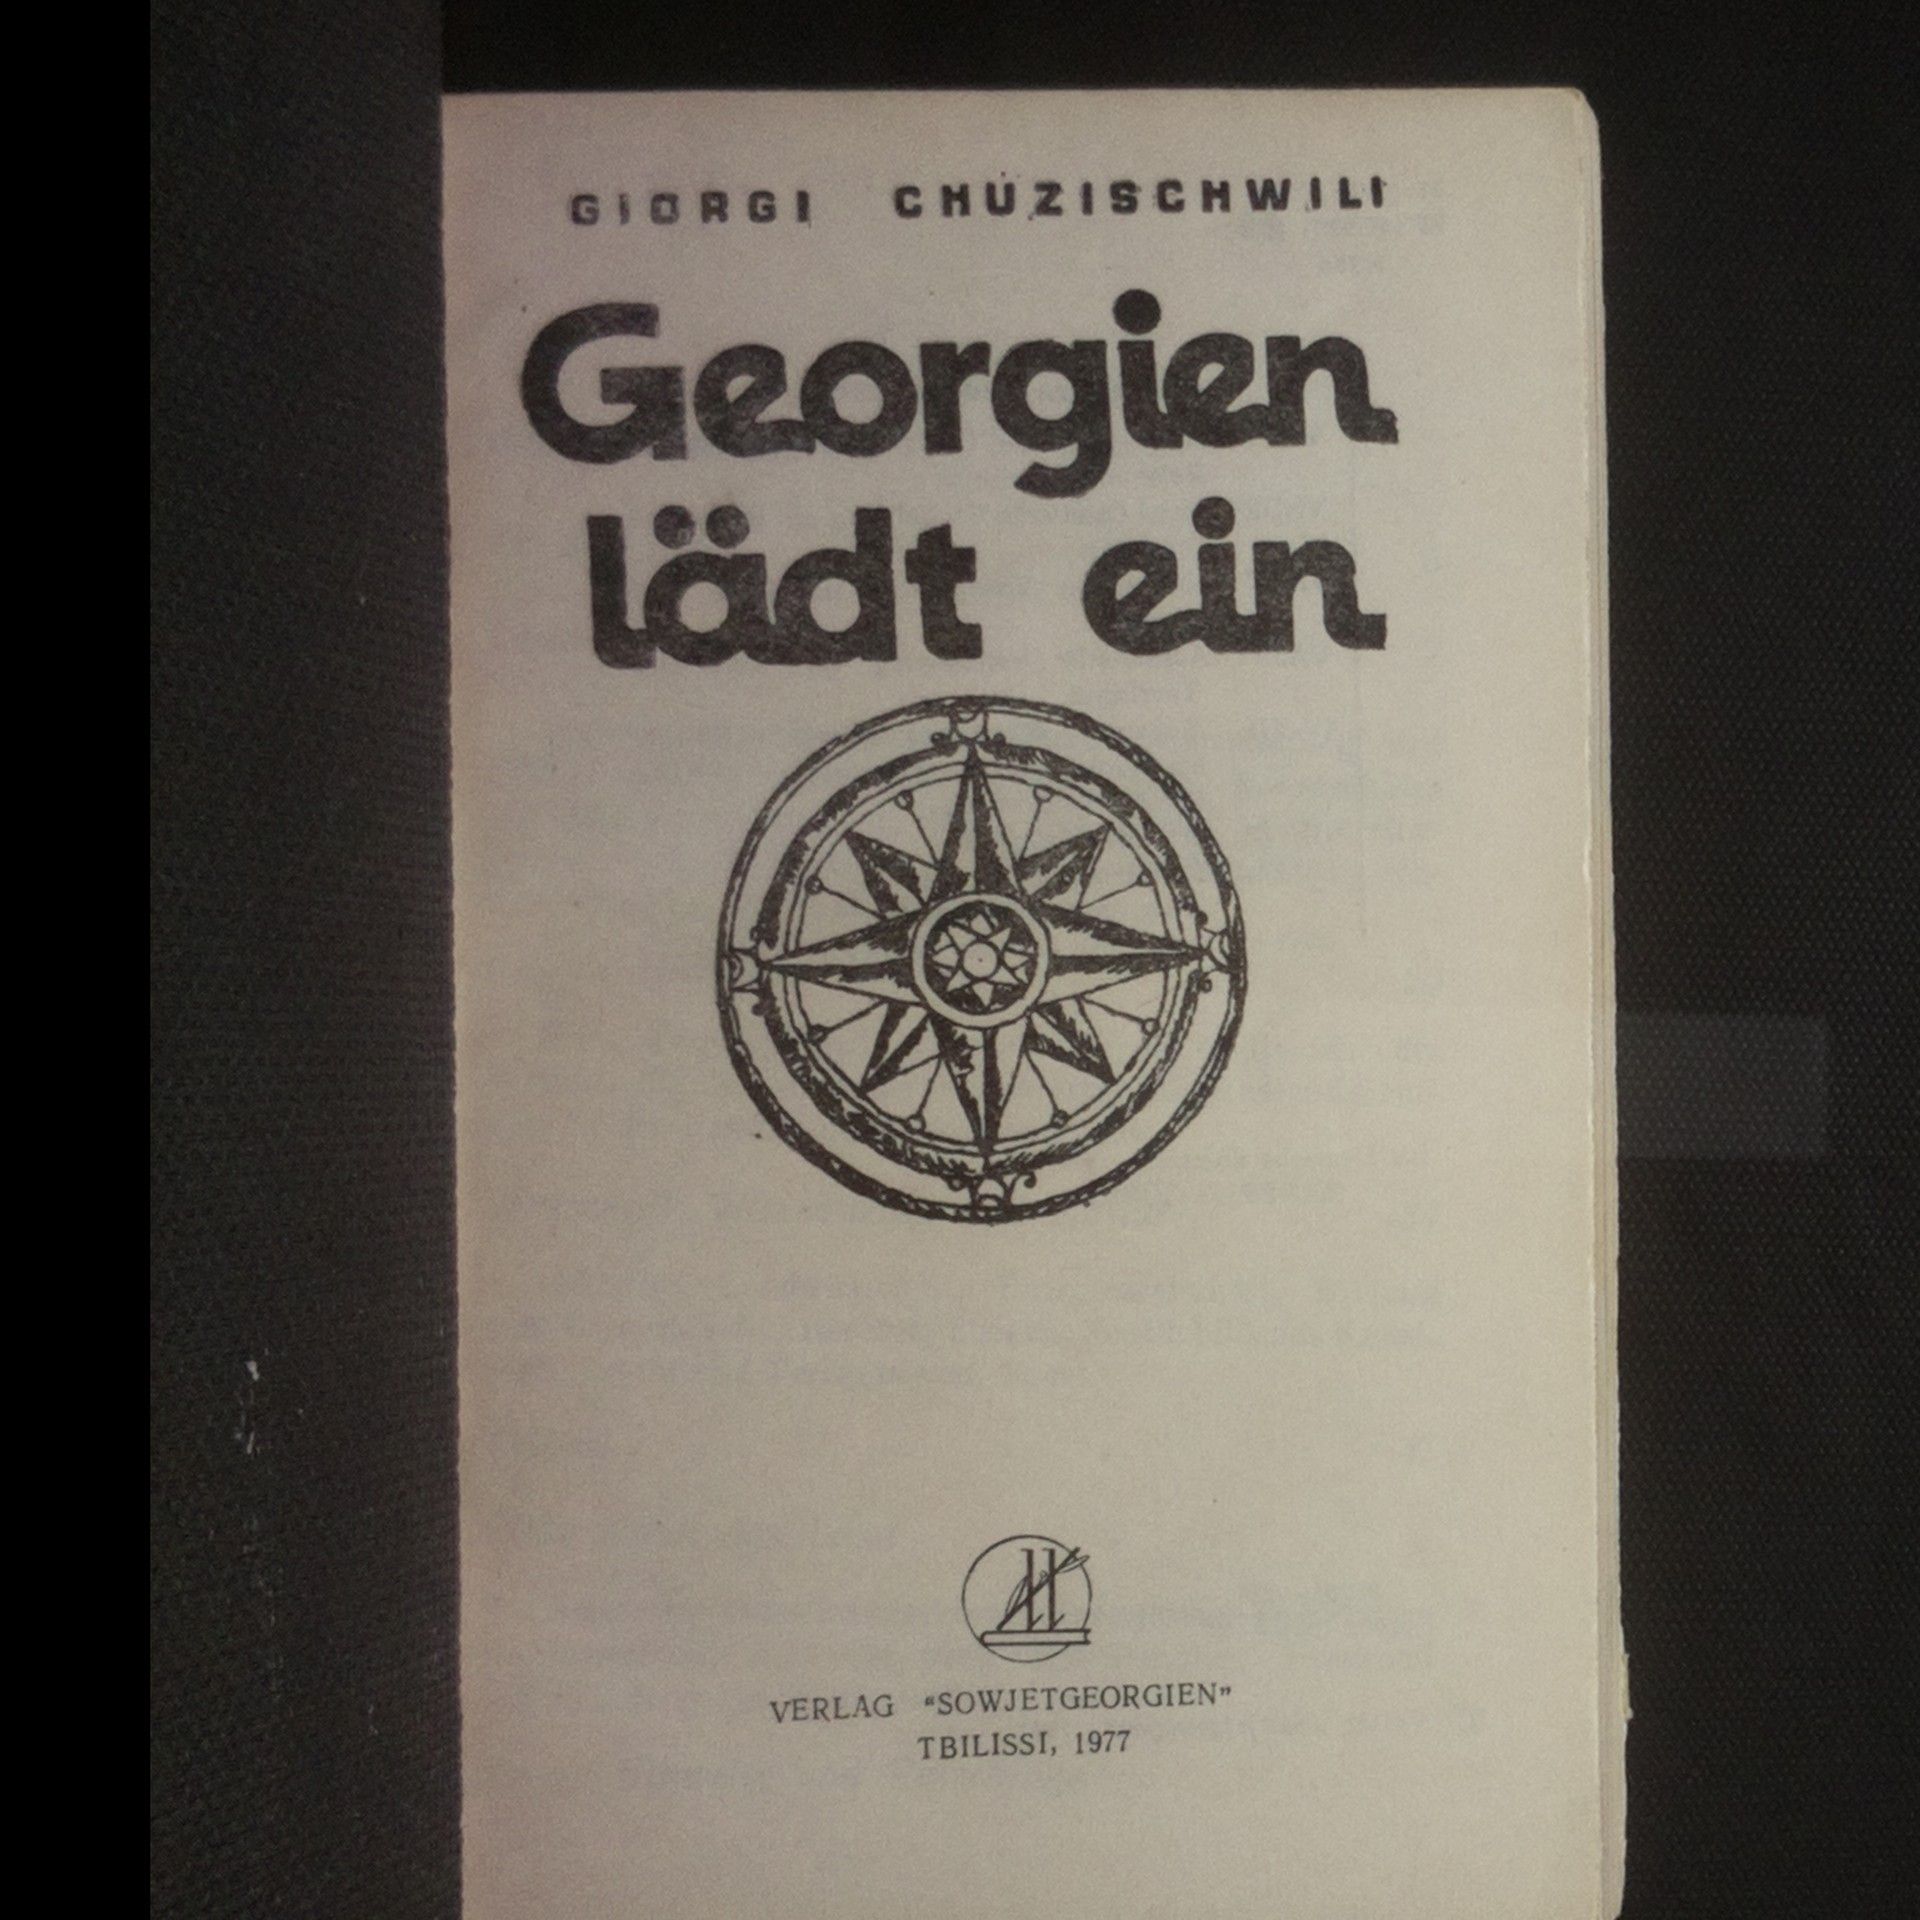 GIORGI CHUZISCHWILI
Georgien
lädt ein
VERLAG “SOWJETGEORGIEN”
TBILISSI, 1977